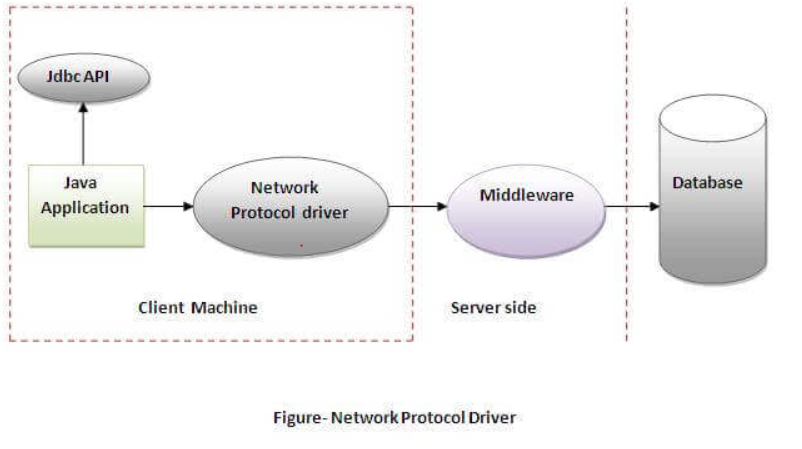 Jdbc API
Java
Application
Network
Protocol driver
Middleware
Database
Client Machine
Server side
Figure- Network Protocol Driver